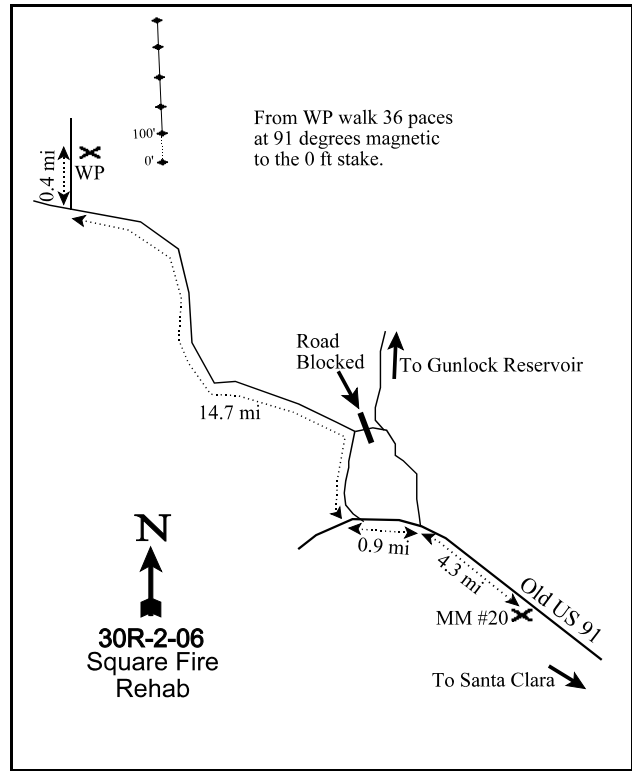 From WP walk 36 paces
at 91 degrees magnetic
to the 0 ft stake.
100'
0'
0.4 mi
WP
Road
Blocked
To Gunlock Reservoir
14.7 mi
N
0.9 mi
4.3 mi
Old US 91
MM #20
30R-2-06
Square Fire
Rehab
To Santa Clara